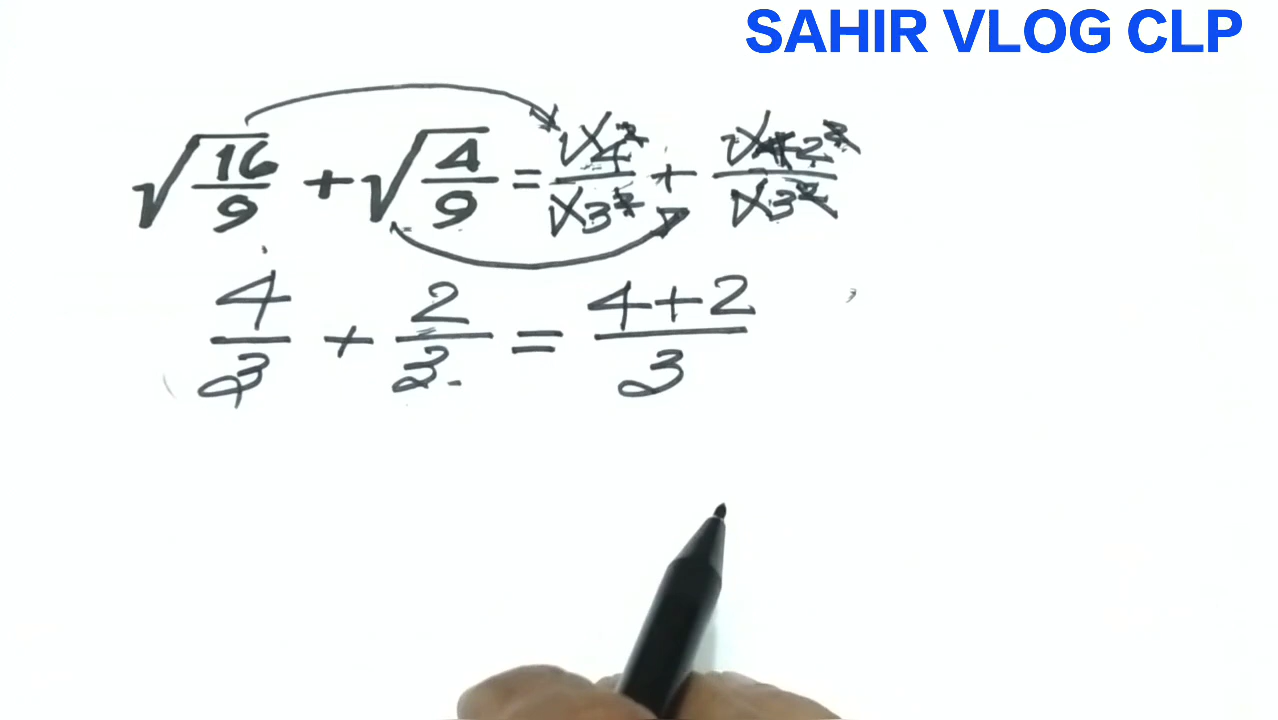 SAHIR VLOG CLP
√16/9 + √4/9 = √4²/√3² + √2²/√3²
4/3 + 2/3 = 4+2/3